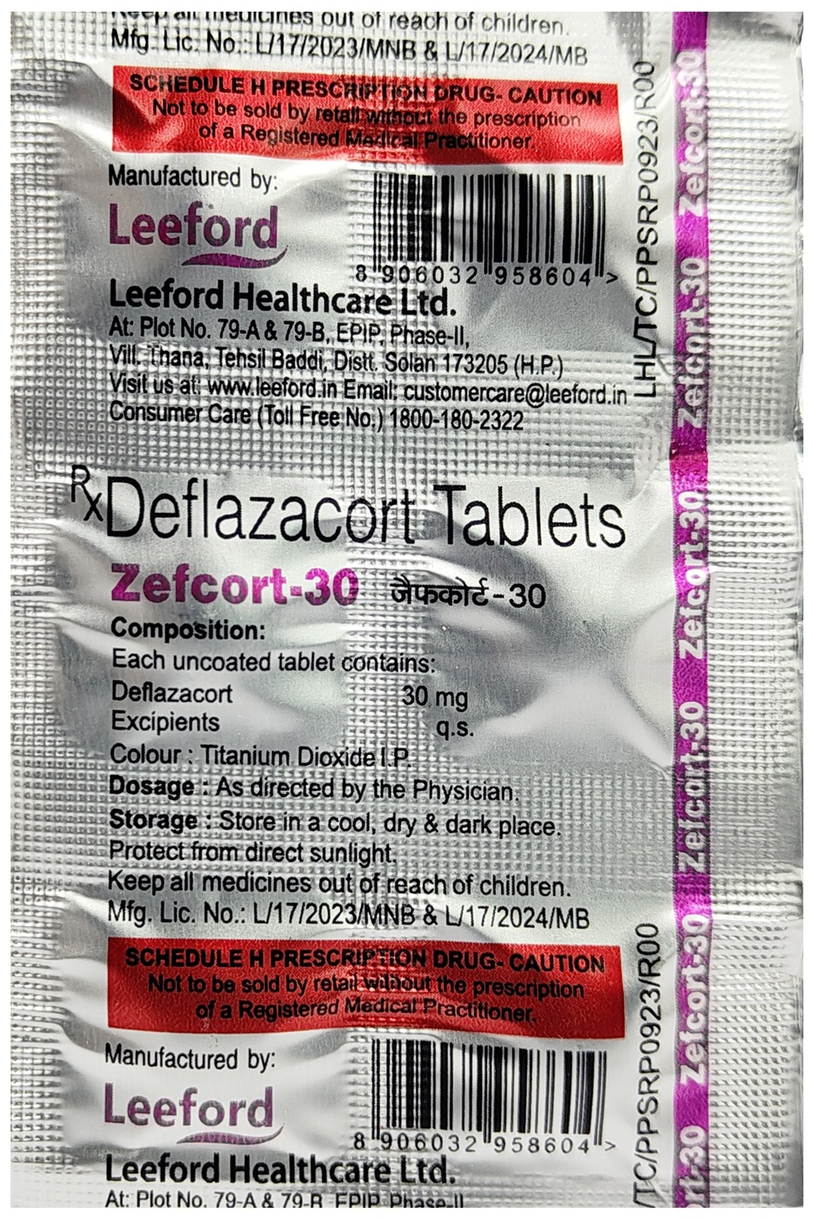 Keep all medicines out of reach of children.
Mfg. Lic. No.: L/17/2023/MNB & L/17/2024/MB
SCHEDULE H PRESCRIPTION DRUG- CAUTION
Not to be sold by retail without the prescription
of a Registered Medical Practitioner.
Manufactured by:
Leeford
8 906032 958604 >
Leeford Healthcare Ltd.
At: Plot No. 79-A & 79-B, EPIP, Phase-II,
Vill. Thana, Tehsil Baddi, Distt. Solan 173205 (H.P.)
Visit us at: www.leeford.in Email: customercare@leeford.in
Consumer Care (Toll Free No.) 1800-180-2322
LHL/TC/PPSRP0923/R00
Rx Deflazacort Tablets
Zefcort-30 जैफकोर्ट-30
Composition:
Each uncoated tablet contains:
Deflazacort 30 mg
Excipients q.s.
Colour : Titanium Dioxide I.P.
Dosage : As directed by the Physician.
Storage : Store in a cool, dry & dark place.
Protect from direct sunlight.
Keep all medicines out of reach of children.
Mfg. Lic. No.: L/17/2023/MNB & L/17/2024/MB
SCHEDULE H PRESCRIPTION DRUG- CAUTION
Not to be sold by retail without the prescription
of a Registered Medical Practitioner.
Manufactured by:
Leeford
8 906032 958604 >
Leeford Healthcare Ltd.
At: Plot No. 79-A & 79-B, EPIP, Phase-II,
/TC/PPSRP0923/R00
Zefcort-30
Zefcort-30
Zefcort-30
Zefcort-30
Zefcort-30
rt-30